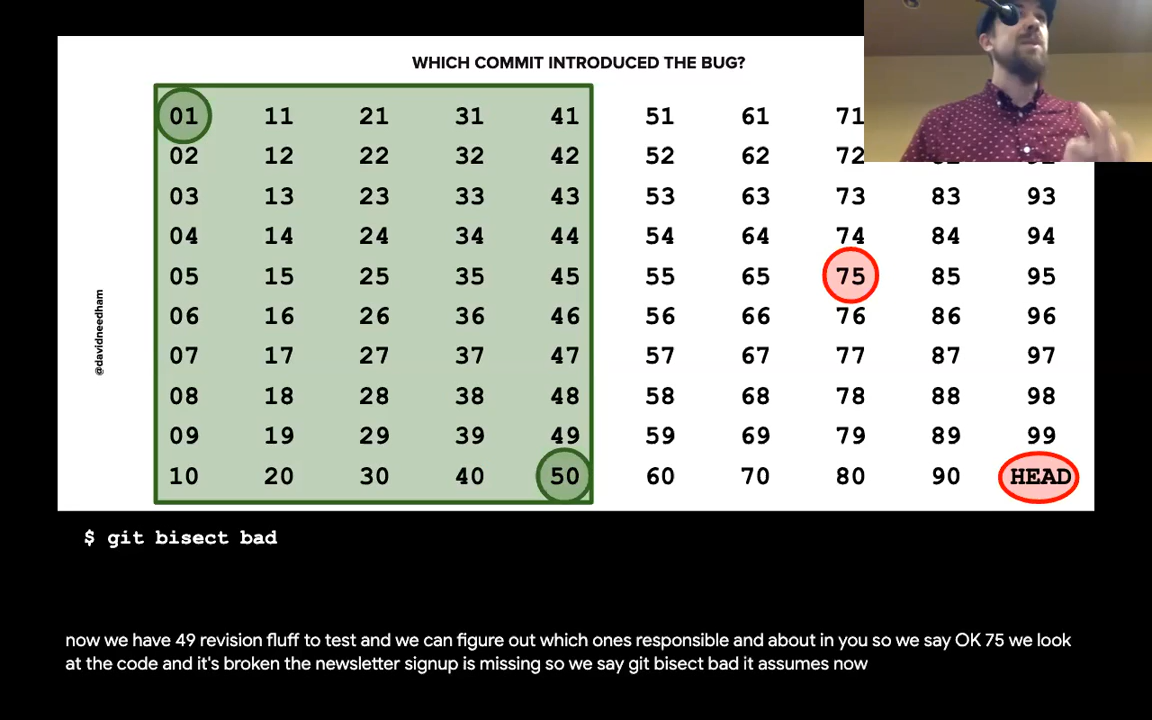 WHICH COMMIT INTRODUCED THE BUG?
01 11 21 31 41 51 61 71
02 12 22 32 42 52 62 72
03 13 23 33 43 53 63 73 83 93
04 14 24 34 44 54 64 74 84 94
05 15 25 35 45 55 65 75 85 95
06 16 26 36 46 56 66 76 86 96
07 17 27 37 47 57 67 77 87 97
08 18 28 38 48 58 68 78 88 98
09 19 29 39 49 59 69 79 89 99
10 20 30 40 50 60 70 80 90 HEAD
@davidneedham
$ git bisect bad
now we have 49 revision fluff to test and we can figure out which ones responsible and about in you so we say OK 75 we look
at the code and it's broken the newsletter signup is missing so we say git bisect bad it assumes now